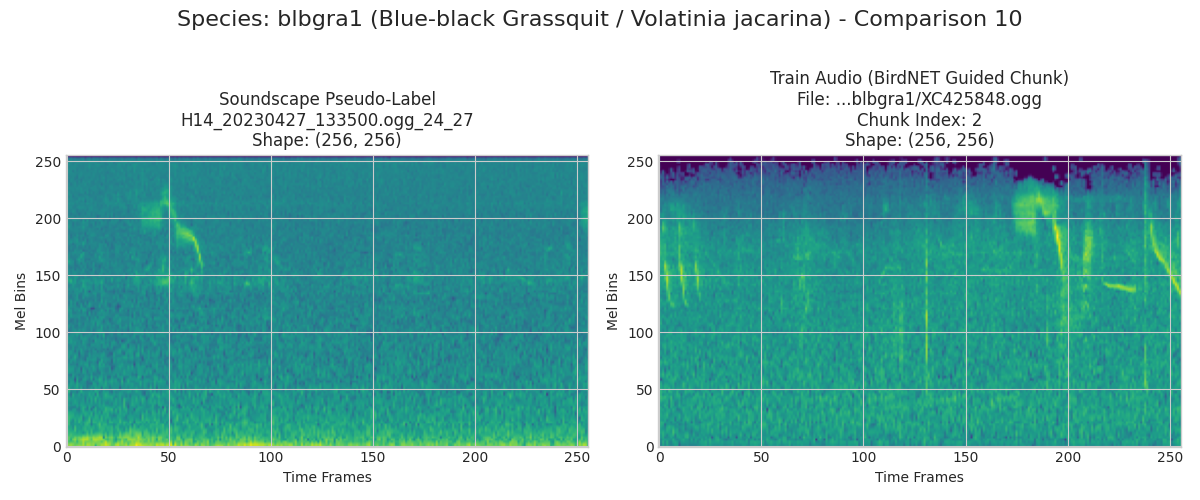 Species: blbgra1 (Blue-black Grassquit / Volatinia jacarina) - Comparison 10
Soundscape Pseudo-Label
H14_20230427_133500.ogg_24_27
Shape: (256, 256)
250
200
150
100
50
0
Mel Bins
0 50 100 150 200 250
Time Frames
Train Audio (BirdNET Guided Chunk)
File: ...blbgra1/XC425848.ogg
Chunk Index: 2
Shape: (256, 256)
250
200
150
100
50
0
Mel Bins
0 50 100 150 200 250
Time Frames